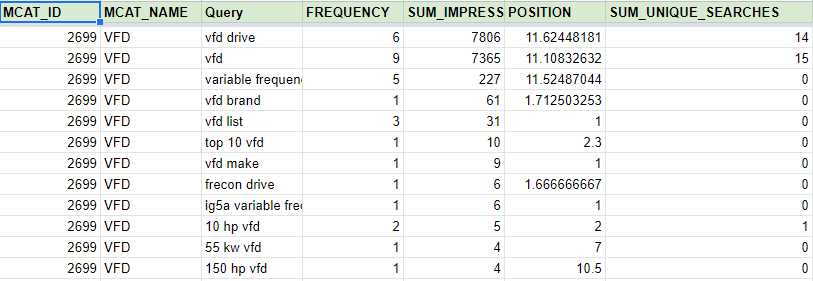 MCAT_ID MCAT_NAME Query FREQUENCY SUM_IMPRESS POSITION SUM_UNIQUE_SEARCHES
2699 VFD vfd drive 6 7806 11.62448181 14
2699 VFD vfd 9 7365 11.10832632 15
2699 VFD variable frequen 5 227 11.52487044 0
2699 VFD vfd brand 1 61 1.712503253 0
2699 VFD vfd list 3 31 1 0
2699 VFD top 10 vfd 1 10 2.3 0
2699 VFD vfd make 1 9 1 0
2699 VFD frecon drive 1 6 1.666666667 0
2699 VFD ig5a variable fre 1 6 1 0
2699 VFD 10 hp vfd 2 5 2 1
2699 VFD 55 kw vfd 1 4 7 0
2699 VFD 150 hp vfd 1 4 10.5 0